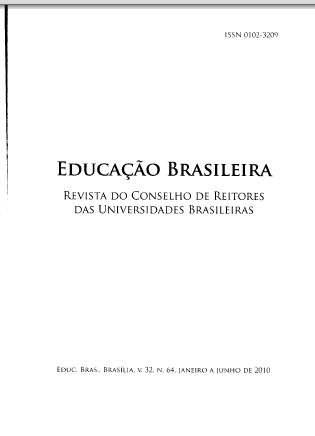 ISSN 0102-3209
Educação Brasileira
Revista do Conselho de Reitores
das Universidades Brasileiras
Educ. Bras., Brasília, v. 32, n. 64, janeiro a junho de 2010